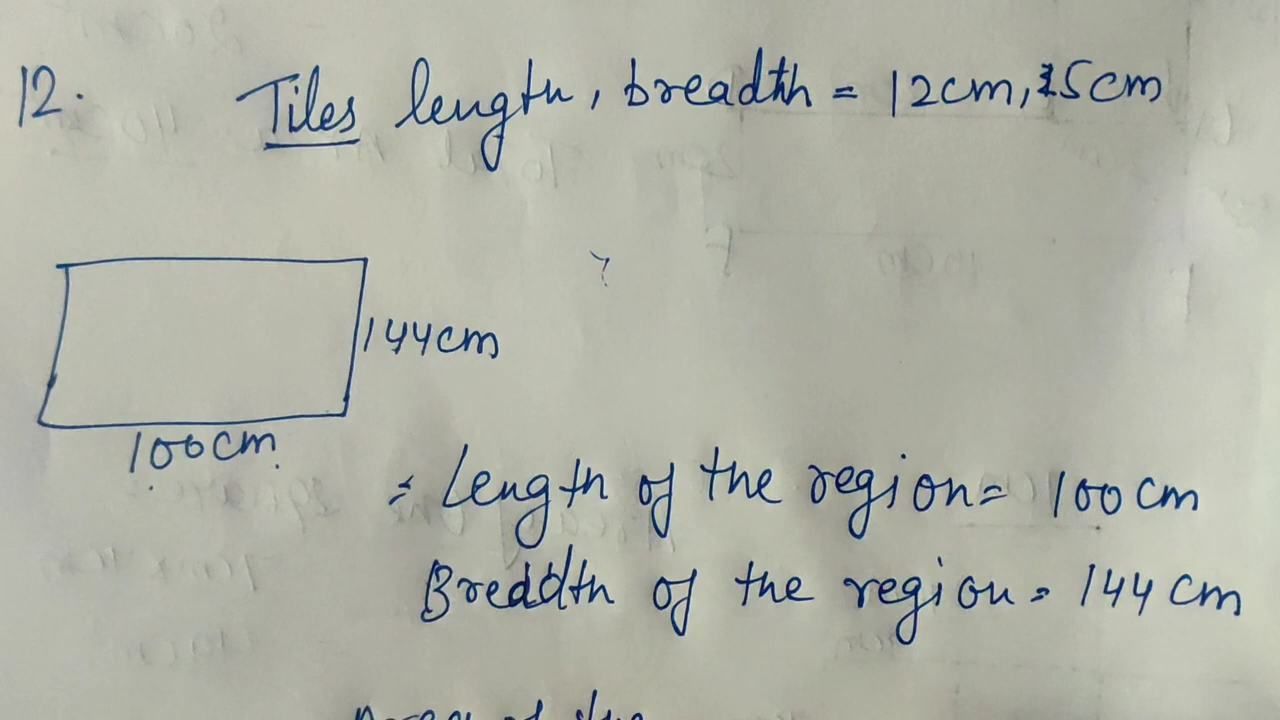 12. Tiles length, breadth = 12cm, 5cm
144cm
100cm
= Length of the region = 100 cm
Breadth of the region = 144 cm